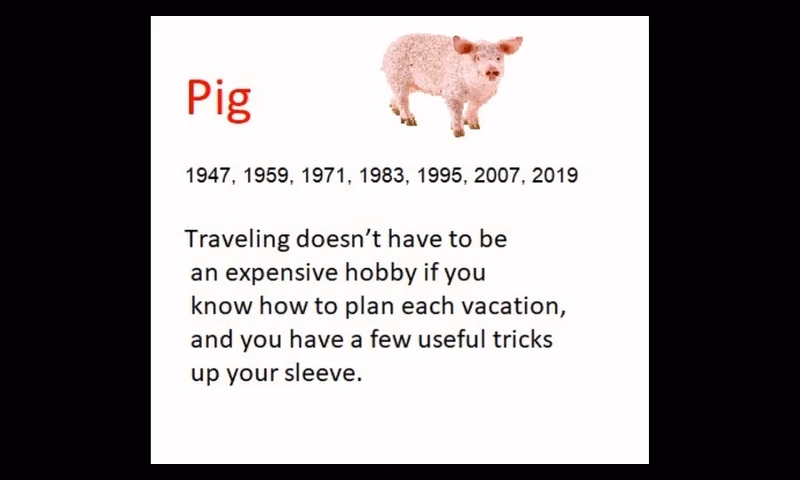 Pig
1947, 1959, 1971, 1983, 1995, 2007, 2019
Traveling doesn’t have to be
an expensive hobby if you
know how to plan each vacation,
and you have a few useful tricks
up your sleeve.